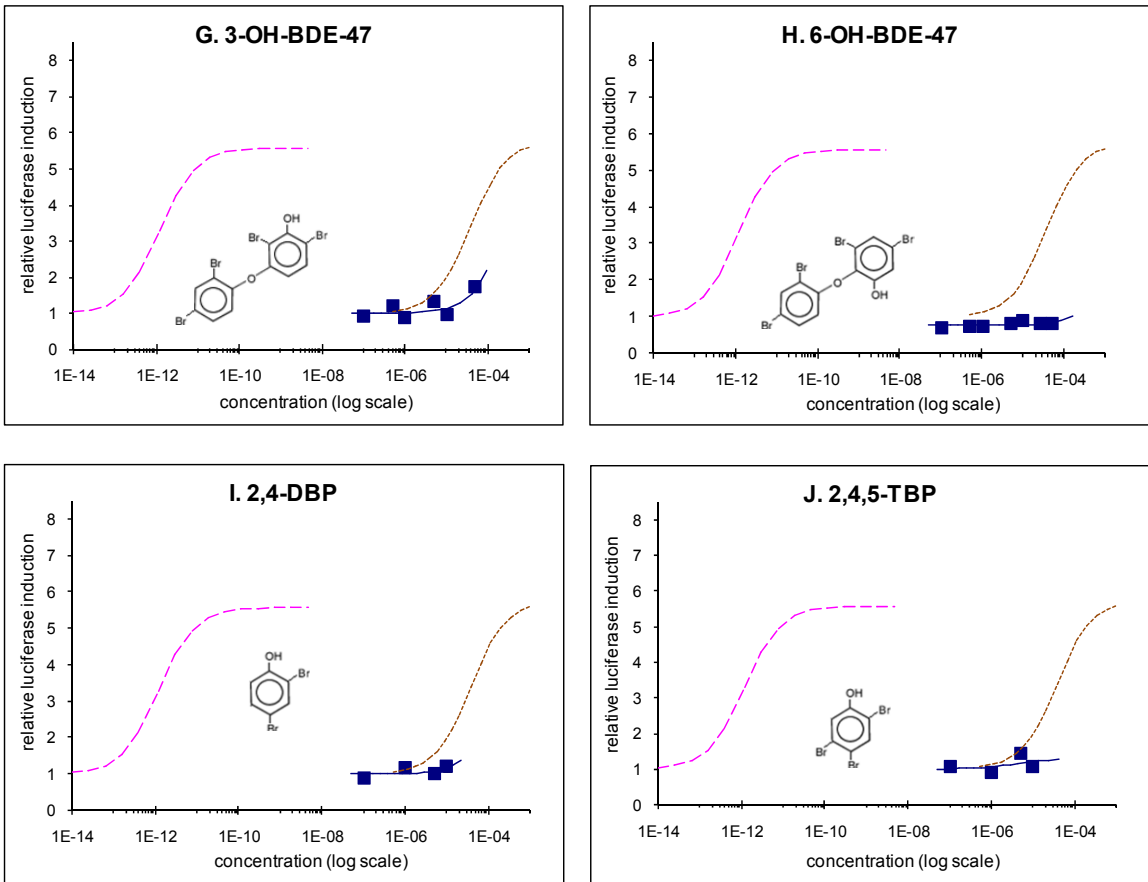 G. 3-OH-BDE-47
relative luciferase induction
8
7
6
5
4
3
2
1
0
OH
Br
Br
Br
O
Br
1E-14 1E-12 1E-10 1E-08 1E-06 1E-04
concentration (log scale)
H. 6-OH-BDE-47
relative luciferase induction
8
7
6
5
4
3
2
1
0
Br
Br
Br
O
OH
Br
1E-14 1E-12 1E-10 1E-08 1E-06 1E-04
concentration (log scale)
I. 2,4-DBP
relative luciferase induction
8
7
6
5
4
3
2
1
0
OH
Br
Br
1E-14 1E-12 1E-10 1E-08 1E-06 1E-04
concentration (log scale)
J. 2,4,5-TBP
relative luciferase induction
8
7
6
5
4
3
2
1
0
OH
Br
Br
Br
1E-14 1E-12 1E-10 1E-08 1E-06 1E-04
concentration (log scale)